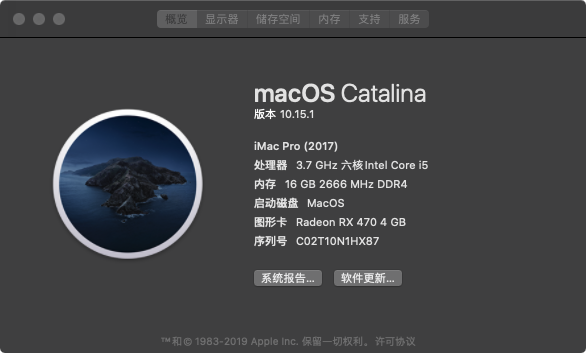 概览 显示器 储存空间 内存 支持 服务
macOS Catalina
版本 10.15.1
iMac Pro (2017)
处理器 3.7 GHz 六核Intel Core i5
内存 16 GB 2666 MHz DDR4
启动磁盘 MacOS
图形卡 Radeon RX 470 4 GB
序列号 C02T10N1HX87
系统报告... 软件更新...
™和© 1983-2019 Apple Inc. 保留一切权利。许可协议